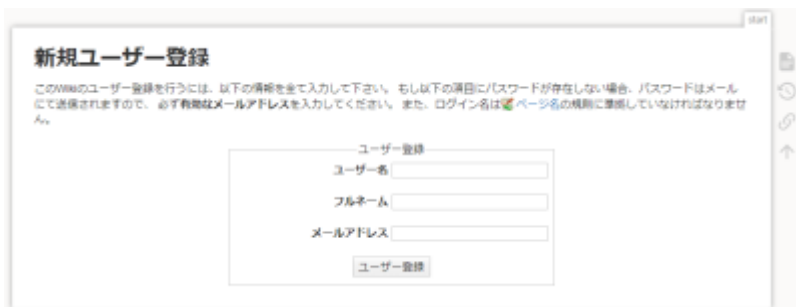 start
新規ユーザー登録
このWikiのユーザー登録を行うには、以下の情報を全て入力して下さい。 もし以下の項目にパスワードが存在しない場合、パスワードはメール
にて送信されますので、 必ず有効なメールアドレスを入力してください。 また、ログイン名は ページ名の規則に準拠していなければなりませ
ん。
ユーザー登録
ユーザー名
フルネーム
メールアドレス
ユーザー登録